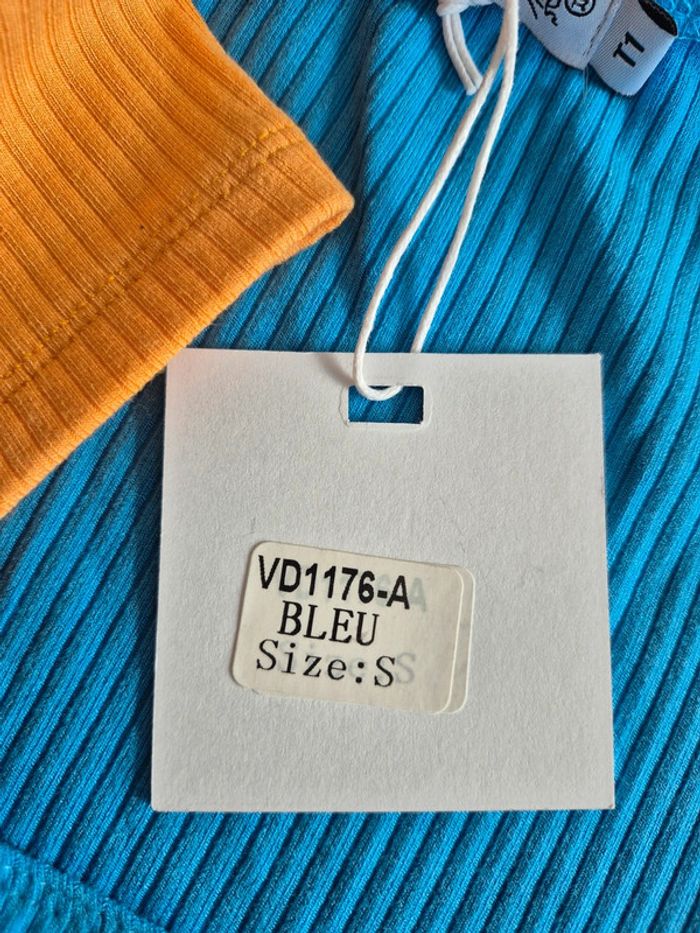 ®
T1
VD1176-A
BLEU
Size:S